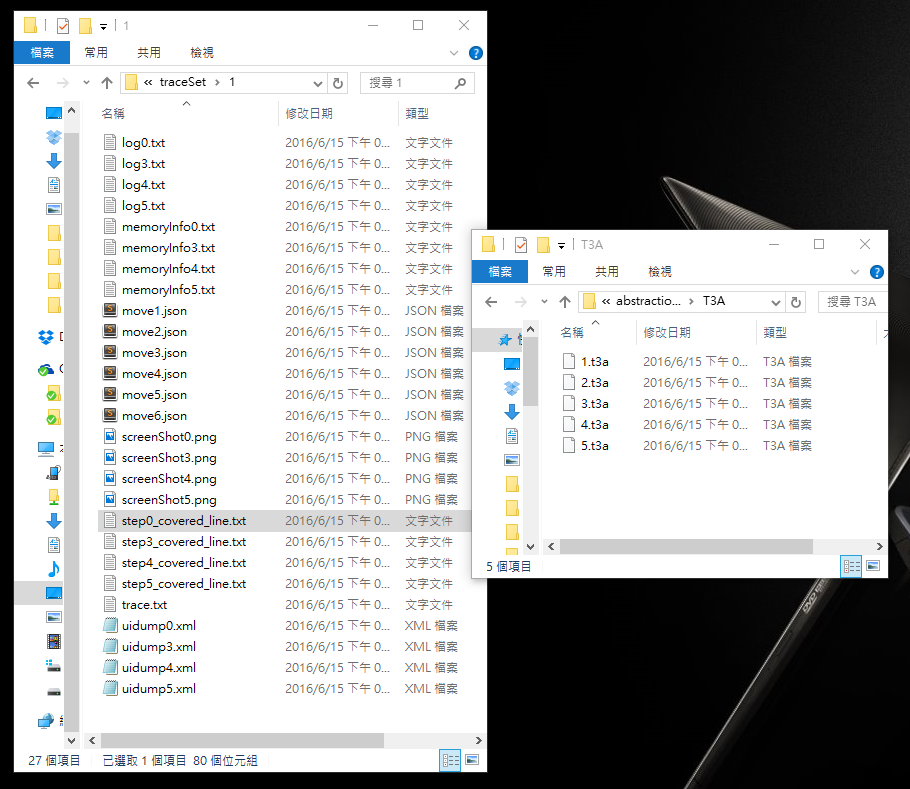 1
檔案 常用 共用 檢視
« traceSet › 1 搜尋 1
名稱 修改日期 類型
log0.txt 2016/6/15 下午 0... 文字文件
log3.txt 2016/6/15 下午 0... 文字文件
log4.txt 2016/6/15 下午 0... 文字文件
log5.txt 2016/6/15 下午 0... 文字文件
memoryInfo0.txt 2016/6/15 下午 0... 文字文件
memoryInfo3.txt 2016/6/15 下午 0... 文字文件
memoryInfo4.txt 2016/6/15 下午 0... 文字文件
memoryInfo5.txt 2016/6/15 下午 0... 文字文件
move1.json 2016/6/15 下午 0... JSON 檔案
move2.json 2016/6/15 下午 0... JSON 檔案
move3.json 2016/6/15 下午 0... JSON 檔案
move4.json 2016/6/15 下午 0... JSON 檔案
move5.json 2016/6/15 下午 0... JSON 檔案
move6.json 2016/6/15 下午 0... JSON 檔案
screenShot0.png 2016/6/15 下午 0... PNG 檔案
screenShot3.png 2016/6/15 下午 0... PNG 檔案
screenShot4.png 2016/6/15 下午 0... PNG 檔案
screenShot5.png 2016/6/15 下午 0... PNG 檔案
step0_covered_line.txt 2016/6/15 下午 0... 文字文件
step3_covered_line.txt 2016/6/15 下午 0... 文字文件
step4_covered_line.txt 2016/6/15 下午 0... 文字文件
step5_covered_line.txt 2016/6/15 下午 0... 文字文件
trace.txt 2016/6/15 下午 0... 文字文件
uidump0.xml 2016/6/15 下午 0... XML 檔案
uidump3.xml 2016/6/15 下午 0... XML 檔案
uidump4.xml 2016/6/15 下午 0... XML 檔案
uidump5.xml 2016/6/15 下午 0... XML 檔案
27 個項目 已選取 1 個項目 80 個位元組
T3A
檔案 常用 共用 檢視
« abstractio... › T3A 搜尋 T3A
名稱 修改日期 類型
1.t3a 2016/6/15 下午 0... T3A 檔案
2.t3a 2016/6/15 下午 0... T3A 檔案
3.t3a 2016/6/15 下午 0... T3A 檔案
4.t3a 2016/6/15 下午 0... T3A 檔案
5.t3a 2016/6/15 下午 0... T3A 檔案
5 個項目